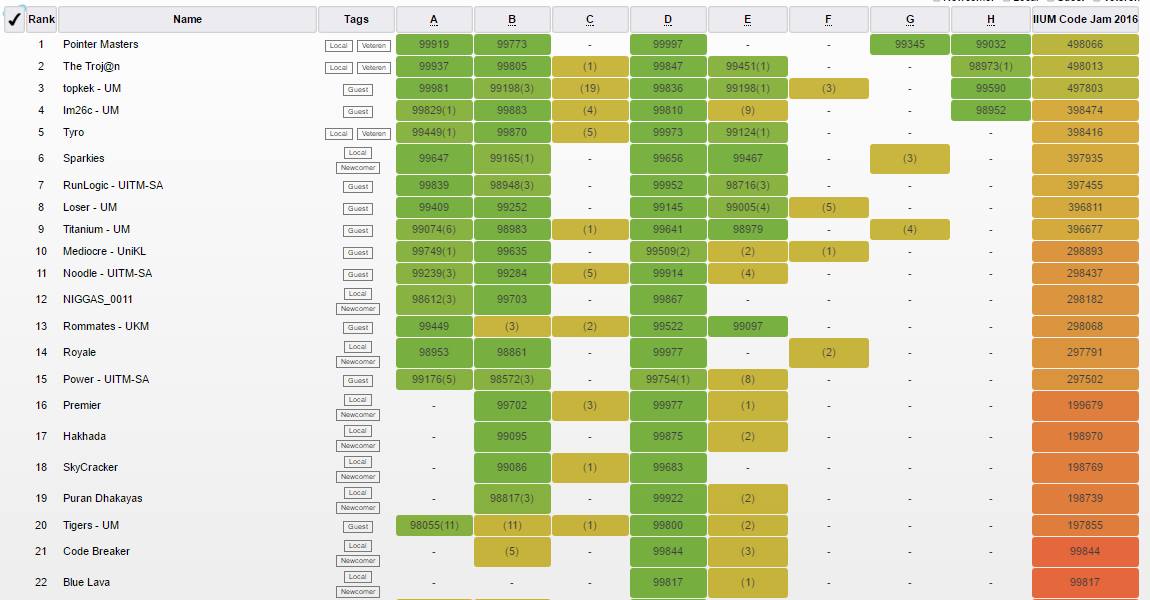 Rank Name Tags A B C D E F G H IIUM Code Jam 2016
1 Pointer Masters Local Veteren 99919 99773 - 99997 - - 99345 99032 498066
2 The Troj@n Local Veteren 99937 99805 (1) 99847 99451(1) - - 98973(1) 498013
3 topkek - UM Guest 99981 99198(3) (19) 99836 99198(1) (3) - 99590 497803
4 Im26c - UM Guest 99829(1) 99883 (4) 99810 (9) - - 98952 398474
5 Tyro Local Veteren 99449(1) 99870 (5) 99973 99124(1) - - - 398416
6 Sparkies Local Newcomer 99647 99165(1) - 99656 99467 - (3) - 397935
7 RunLogic - UITM-SA Guest 99839 98948(3) - 99952 98716(3) - - - 397455
8 Loser - UM Guest 99409 99252 - 99145 99005(4) (5) - - 396811
9 Titanium - UM Guest 99074(6) 98983 (1) 99641 98979 - (4) - 396677
10 Mediocre - UniKL Guest 99749(1) 99635 - 99509(2) (2) (1) - - 298893
11 Noodle - UITM-SA Guest 99239(3) 99284 (5) 99914 (4) - - - 298437
12 NIGGAS_0011 Local Newcomer 98612(3) 99703 - 99867 - - - - 298182
13 Rommates - UKM Guest 99449 (3) (2) 99522 99097 - - - 298068
14 Royale Local Newcomer 98953 98861 - 99977 - (2) - - 297791
15 Power - UITM-SA Guest 99176(5) 98572(3) - 99754(1) (8) - - - 297502
16 Premier Local Newcomer - 99702 (3) 99977 (1) - - - 199679
17 Hakhada Local Newcomer - 99095 - 99875 (2) - - - 198970
18 SkyCracker Local Newcomer - 99086 (1) 99683 - - - - 198769
19 Puran Dhakayas Local Newcomer - 98817(3) - 99922 (2) - - - 198739
20 Tigers - UM Guest 98055(11) (11) (1) 99800 (2) - - - 197855
21 Code Breaker Local Newcomer - (5) - 99844 (3) - - - 99844
22 Blue Lava Local Newcomer - - - 99817 (1) - - - 99817